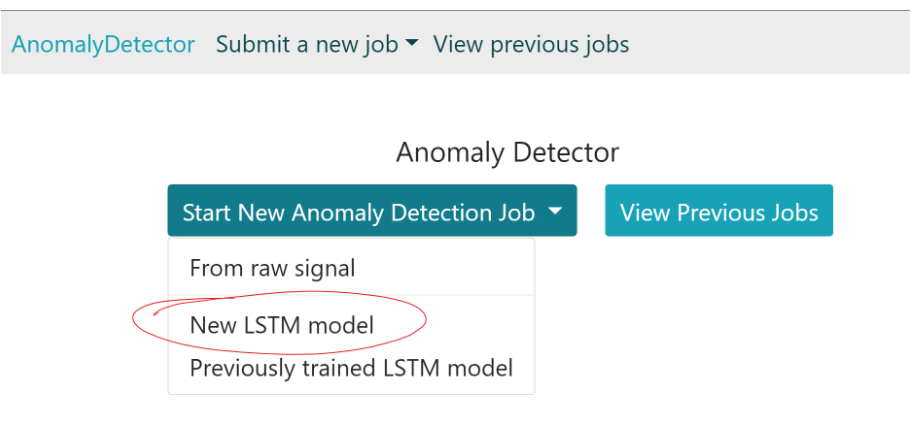 AnomalyDetector Submit a new job View previous jobs
Anomaly Detector
Start New Anomaly Detection Job View Previous Jobs
From raw signal
New LSTM model
Previously trained LSTM model